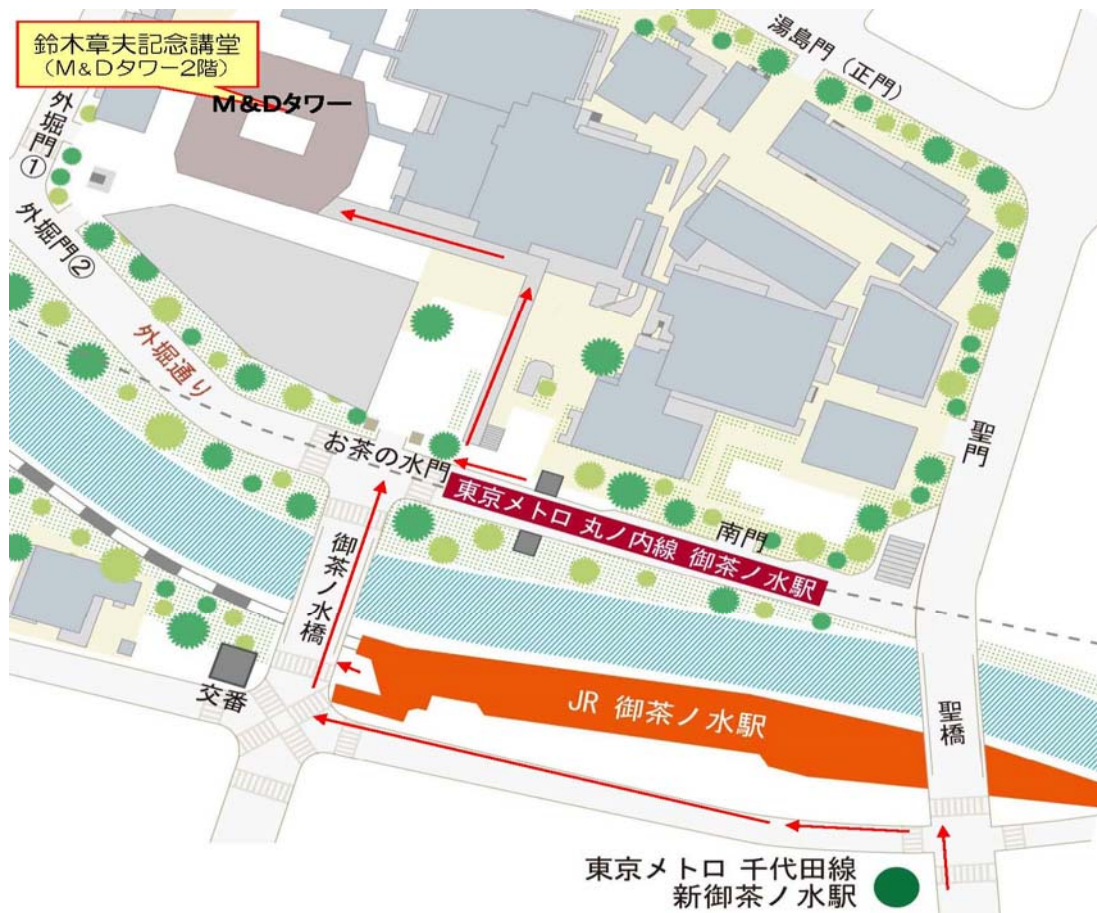 鈴木章夫記念講堂
(M&Dタワー2階)
M&Dタワー
湯島門(正門)
外堀門①
外堀門②
外堀通り
お茶の水門
聖門
東京メトロ 丸ノ内線 御茶ノ水駅
南門
御茶ノ水橋
交番
JR 御茶ノ水駅
聖橋
東京メトロ 千代田線
新御茶ノ水駅